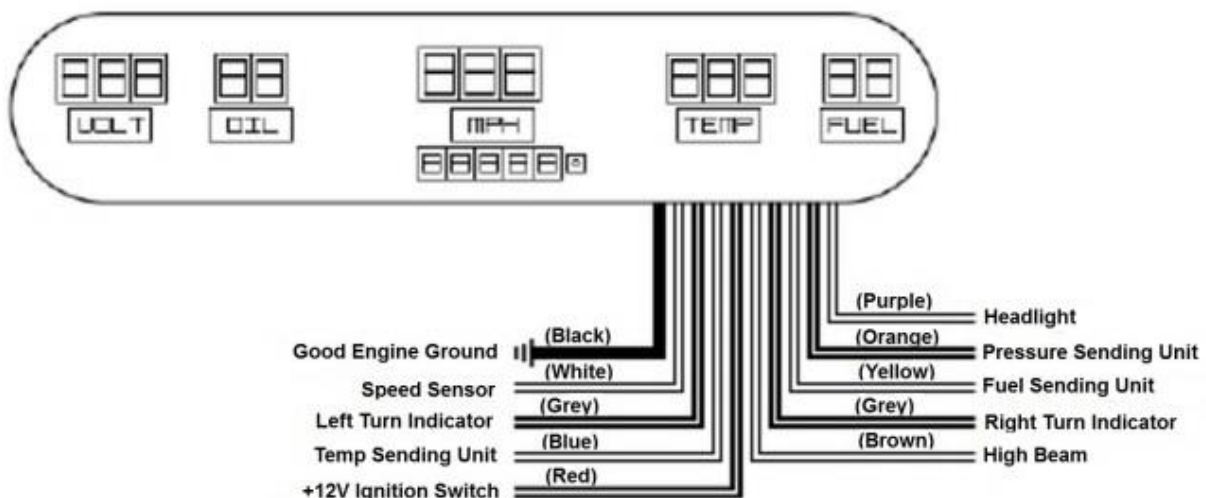 VOLT OIL MPH TEMP FUEL
(Purple) Headlight
Good Engine Ground (Black) (Orange) Pressure Sending Unit
Speed Sensor (White) (Yellow) Fuel Sending Unit
Left Turn Indicator (Grey) (Grey) Right Turn Indicator
Temp Sending Unit (Blue) (Brown) High Beam
+12V Ignition Switch (Red)